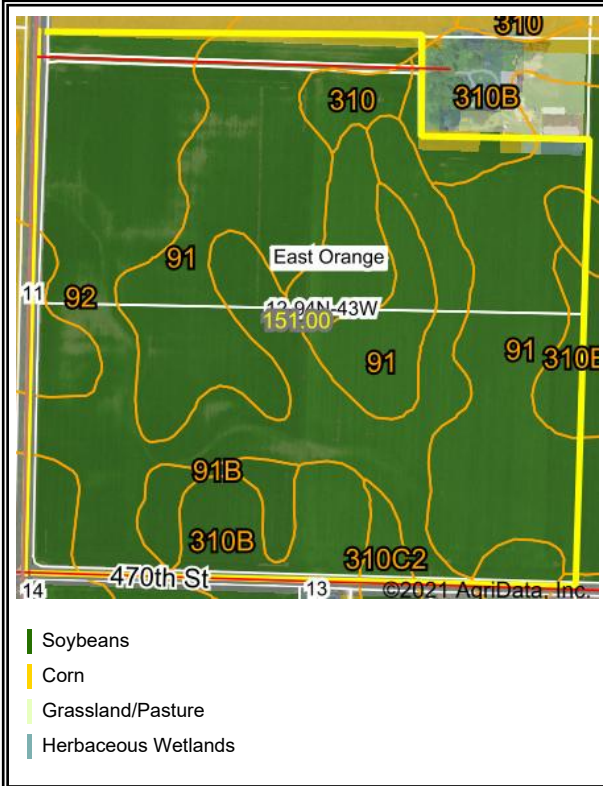 310
310
310B
East Orange
91
11
92
12-94N-43W
151.00
91
91
310B
91B
310B
310C2
470th St
14
13
©2021 AgriData, Inc.
Soybeans
Corn
Grassland/Pasture
Herbaceous Wetlands